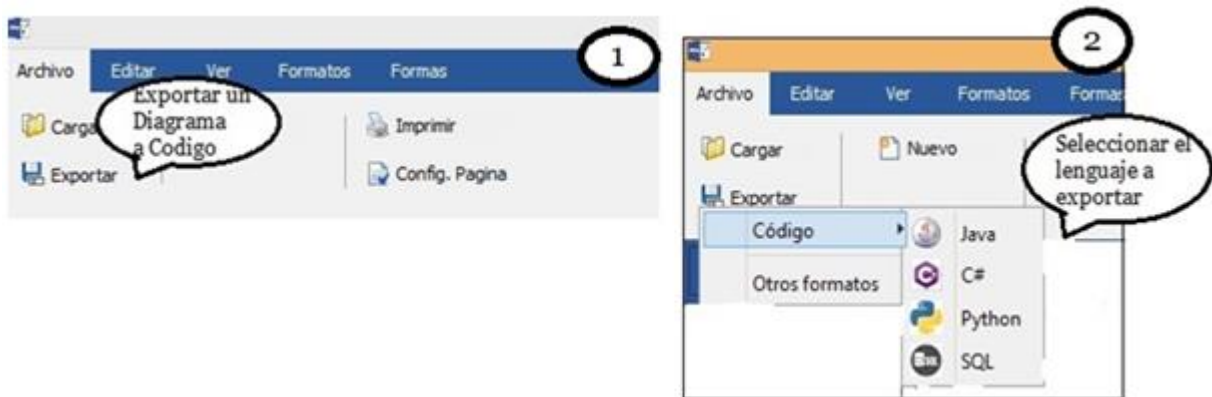 1
Archivo Editar Ver Formatos Formas
Exportar un
Diagrama
a Codigo
Carga
Exportar
Imprimir
Config. Pagina
2
Archivo Editar Ver Formatos Formas
Cargar
Exportar
Nuevo
Seleccionar el
lenguaje a
exportar
Código
Otros formatos
Java
C#
Python
SQL